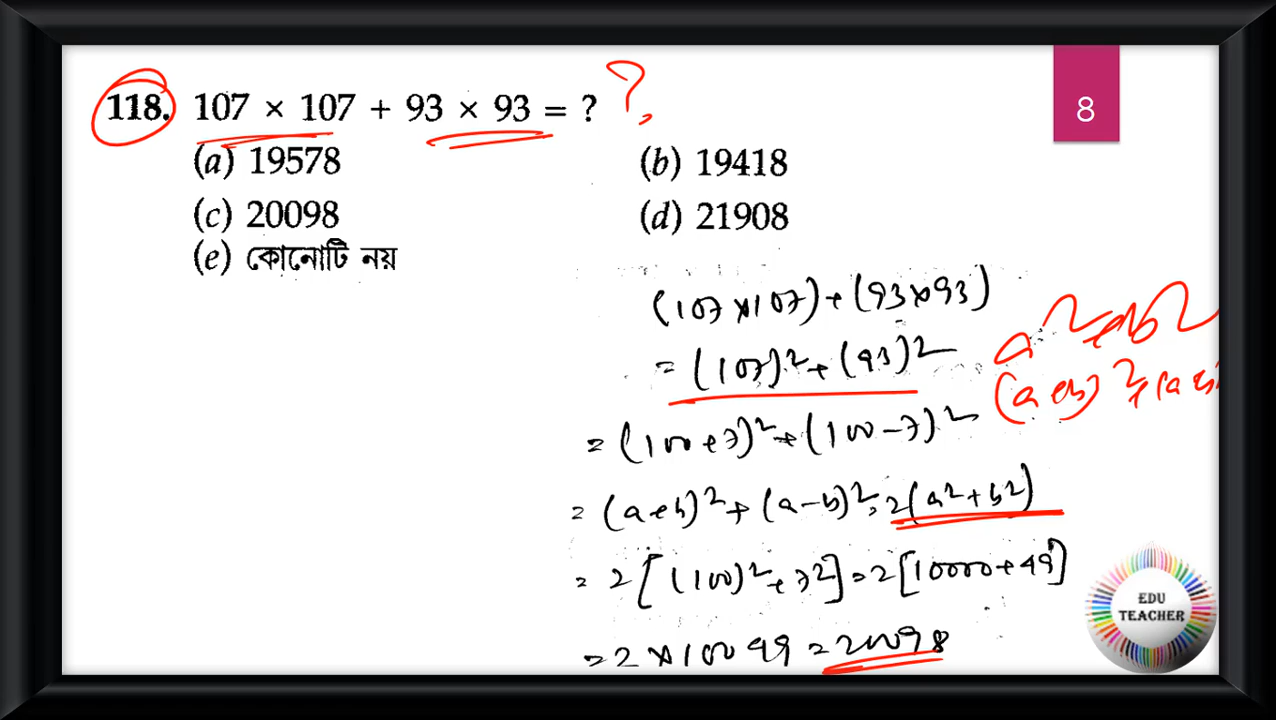 8
118. 107 × 107 + 93 × 93 = ? ?
(a) 19578 (b) 19418
(c) 20098 (d) 21908
(e) কোনোটি নয়
(107×107)+(93×93)
= (107)²+(93)²
a²+b²
= (100+7)²+(100-7)²
= (a+b)²+(a-b)² = 2(a²+b²)
= 2[(100)²+7²] = 2[10000+49]
= 2×10049 = 20098
EDU
TEACHER